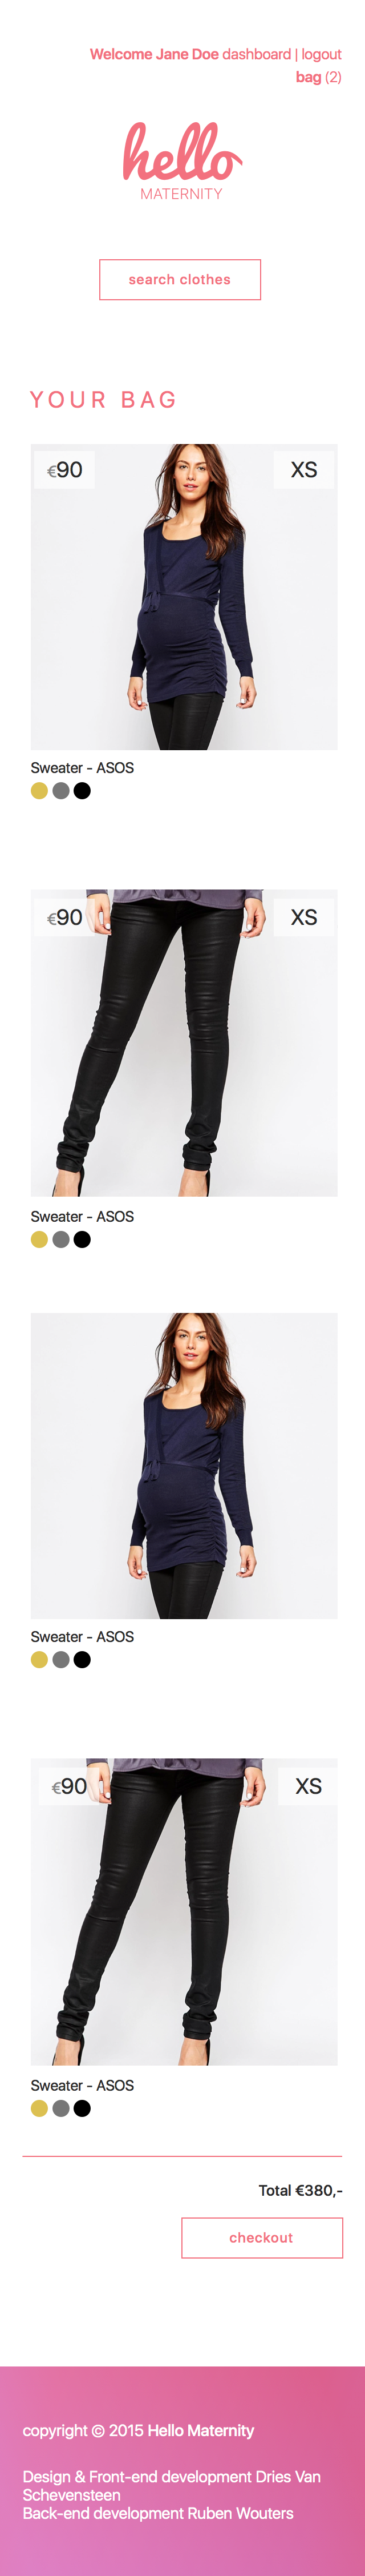 Welcome Jane Doe dashboard | logout
bag (2)
hello
MATERNITY
search clothes
YOUR BAG
€90
XS
Sweater - ASOS
€90
XS
Sweater - ASOS
Sweater - ASOS
€90
XS
Sweater - ASOS
Total €380,-
checkout
copyright © 2015 Hello Maternity
Design & Front-end development Dries Van
Schevensteen
Back-end development Ruben Wouters